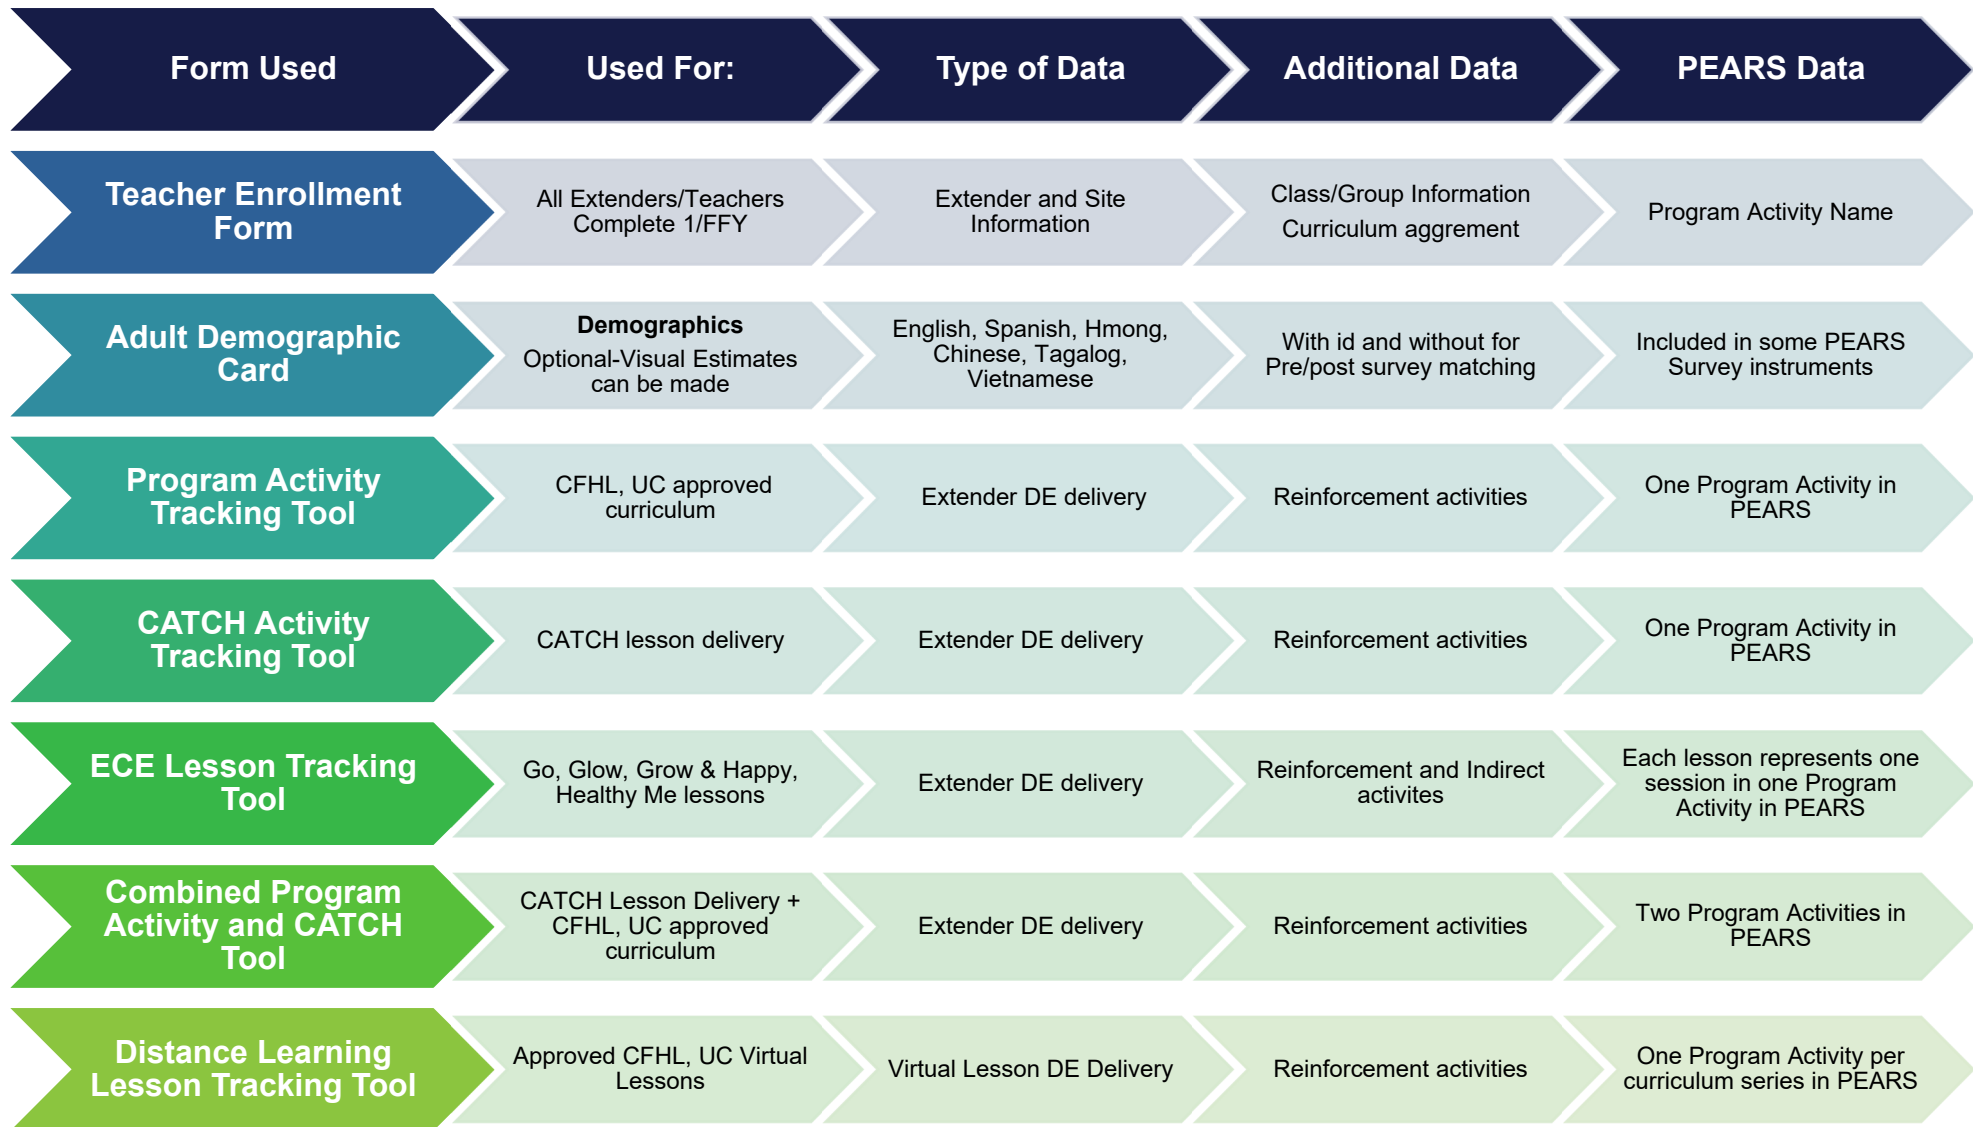 Form Used
Used For:
Type of Data
Additional Data
PEARS Data
Teacher Enrollment
Form
All Extenders/Teachers
Complete 1/FFY
Extender and Site
Information
Class/Group Information
Curriculum aggrement
Program Activity Name
Adult Demographic
Card
Demographics
Optional-Visual Estimates
can be made
English, Spanish, Hmong,
Chinese, Tagalog,
Vietnamese
With id and without for
Pre/post survey matching
Included in some PEARS
Survey instruments
Program Activity
Tracking Tool
CFHL, UC approved
curriculum
Extender DE delivery
Reinforcement activities
One Program Activity in
PEARS
CATCH Activity
Tracking Tool
CATCH lesson delivery
Extender DE delivery
Reinforcement activities
One Program Activity in
PEARS
ECE Lesson Tracking
Tool
Go, Glow, Grow & Happy,
Healthy Me lessons
Extender DE delivery
Reinforcement and Indirect
activites
Each lesson represents one
session in one Program
Activity in PEARS
Combined Program
Activity and CATCH
Tool
CATCH Lesson Delivery +
CFHL, UC approved
curriculum
Extender DE delivery
Reinforcement activities
Two Program Activities in
PEARS
Distance Learning
Lesson Tracking Tool
Approved CFHL, UC Virtual
Lessons
Virtual Lesson DE Delivery
Reinforcement activities
One Program Activity per
curriculum series in PEARS